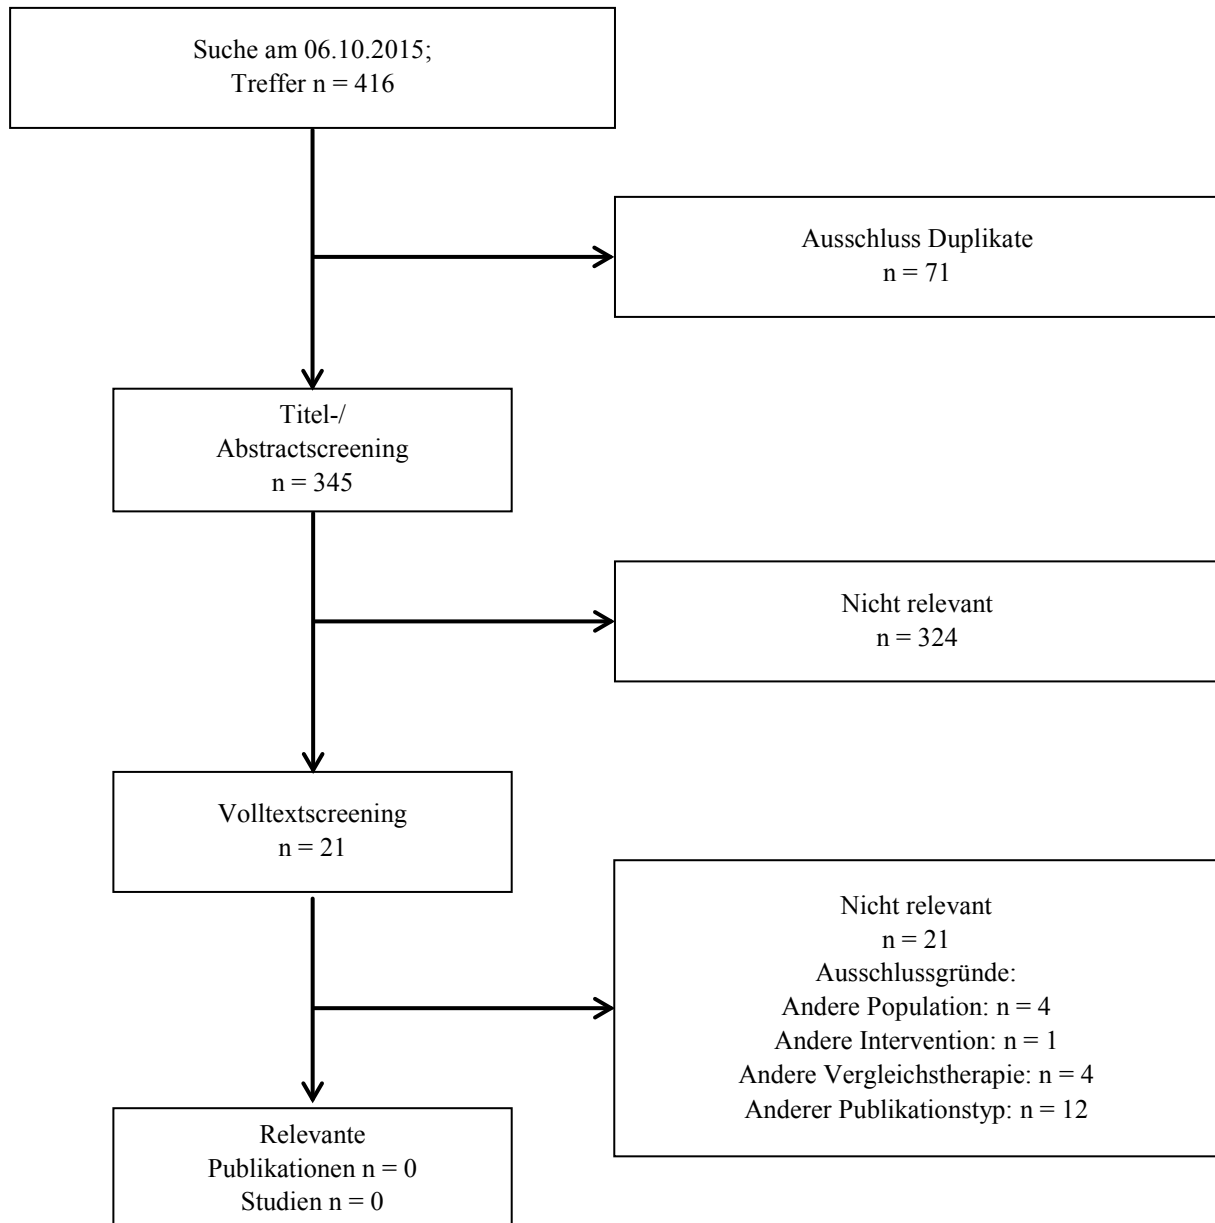 Suche am 06.10.2015;
Treffer n = 416
Ausschluss Duplikate
n = 71
Titel-/
Abstractscreening
n = 345
Nicht relevant
n = 324
Volltextscreening
n = 21
Nicht relevant
n = 21
Ausschlussgründe:
Andere Population: n = 4
Andere Intervention: n = 1
Andere Vergleichstherapie: n = 4
Anderer Publikationstyp: n = 12
Relevante
Publikationen n = 0
Studien n = 0